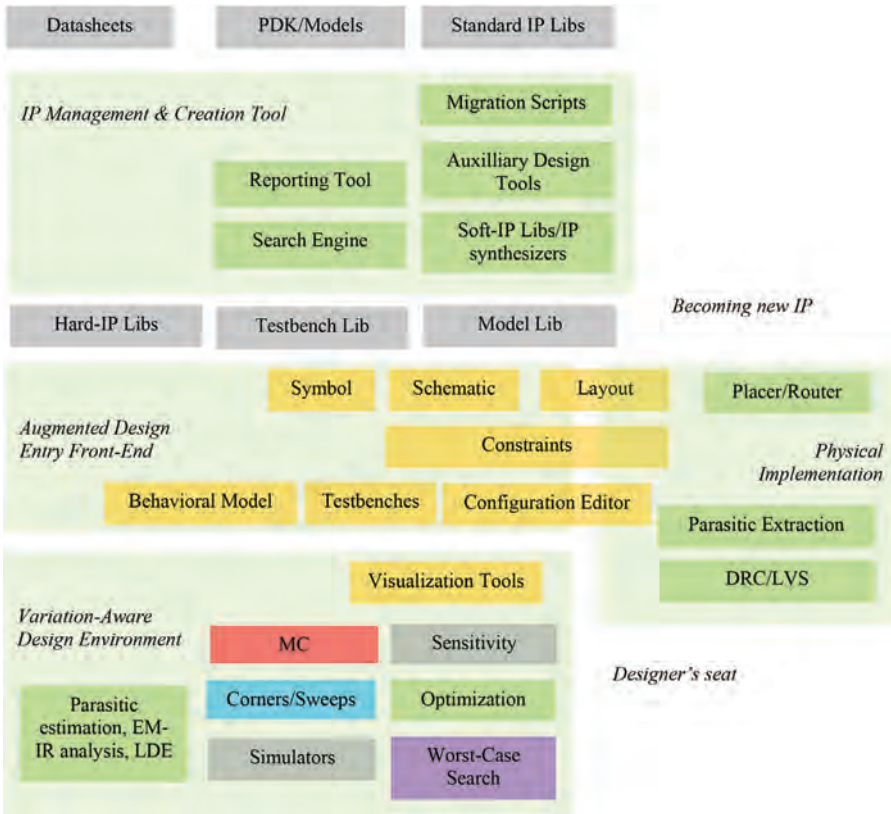 Datasheets
PDK/Models
Standard IP Libs
IP Management & Creation Tool
Migration Scripts
Auxilliary Design
Tools
Reporting Tool
Search Engine
Soft-IP Libs/IP
synthesizers
Becoming new IP
Hard-IP Libs
Testbench Lib
Model Lib
Symbol
Schematic
Layout
Placer/Router
Augmented Design
Entry Front-End
Constraints
Physical
Implementation
Behavioral Model
Testbenches
Configuration Editor
Parasitic Extraction
DRC/LVS
Visualization Tools
Variation-Aware
Design Environment
MC
Sensitivity
Designer's seat
Parasitic
estimation, EM-
IR analysis, LDE
Corners/Sweeps
Optimization
Simulators
Worst-Case
Search